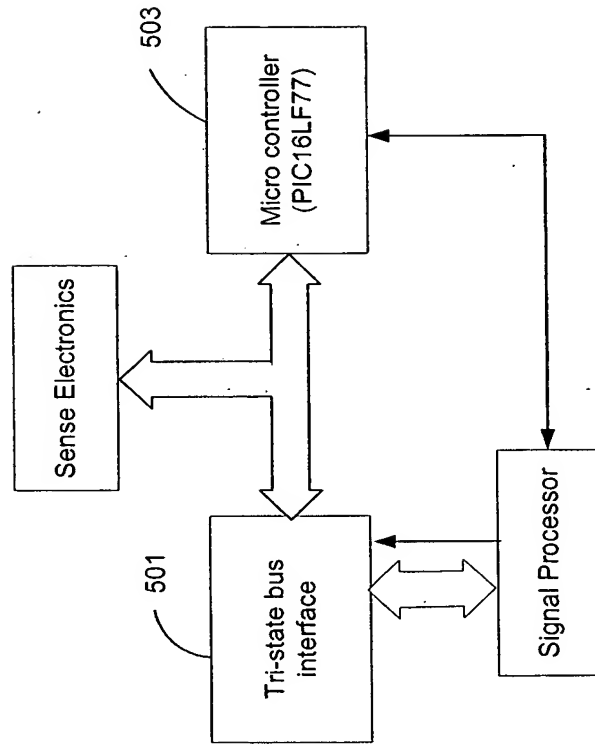 Sense Electronics
501
Tri-state bus
interface
503
Micro controller
(PIC16LF77)
Signal Processor